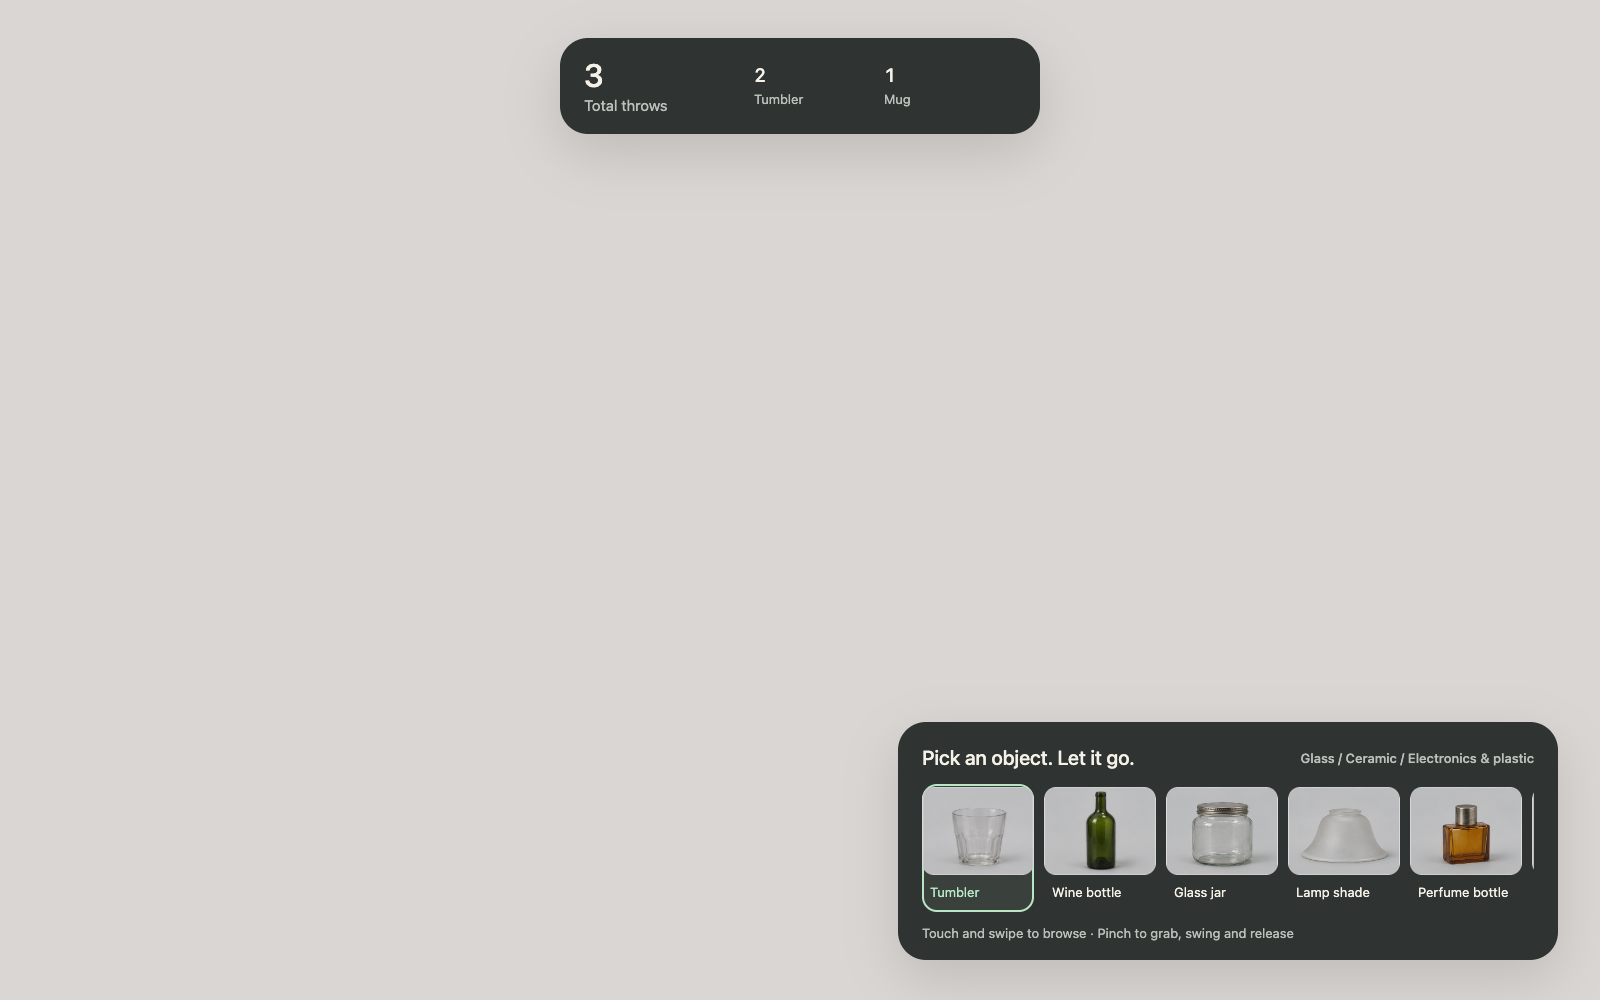 3
Total throws
2
Tumbler
1
Mug
Pick an object. Let it go.
Glass / Ceramic / Electronics & plastic
Tumbler
Wine bottle
Glass jar
Lamp shade
Perfume bottle
Touch and swipe to browse · Pinch to grab, swing and release